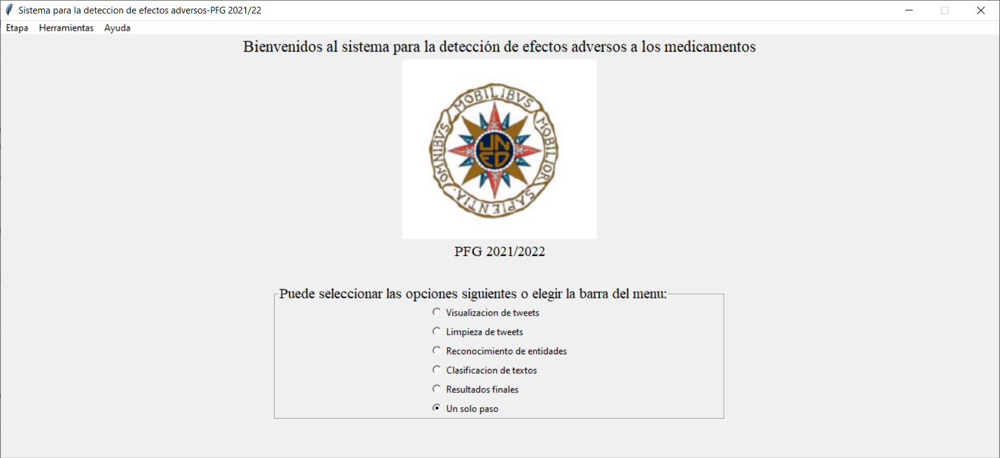 Sistema para la deteccion de efectos adversos-PFG 2021/22
Etapa Herramientas Ayuda
Bienvenidos al sistema para la detección de efectos adversos a los medicamentos
OMNIBVS MOBILIBVS MOBILIOR SAPIENTIA.
UN
ED
PFG 2021/2022
Puede seleccionar las opciones siguientes o elegir la barra del menu:
Visualizacion de tweets
Limpieza de tweets
Reconocimiento de entidades
Clasificacion de textos
Resultados finales
Un solo paso